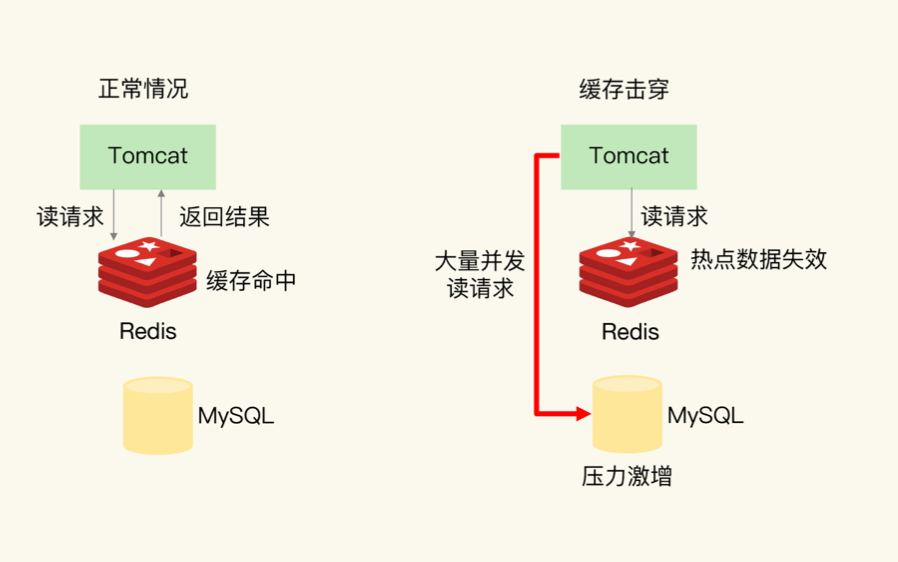 正常情况
Tomcat
读请求
返回结果
缓存命中
Redis
MySQL
缓存击穿
Tomcat
读请求
大量并发
读请求
热点数据失效
Redis
MySQL
压力激增